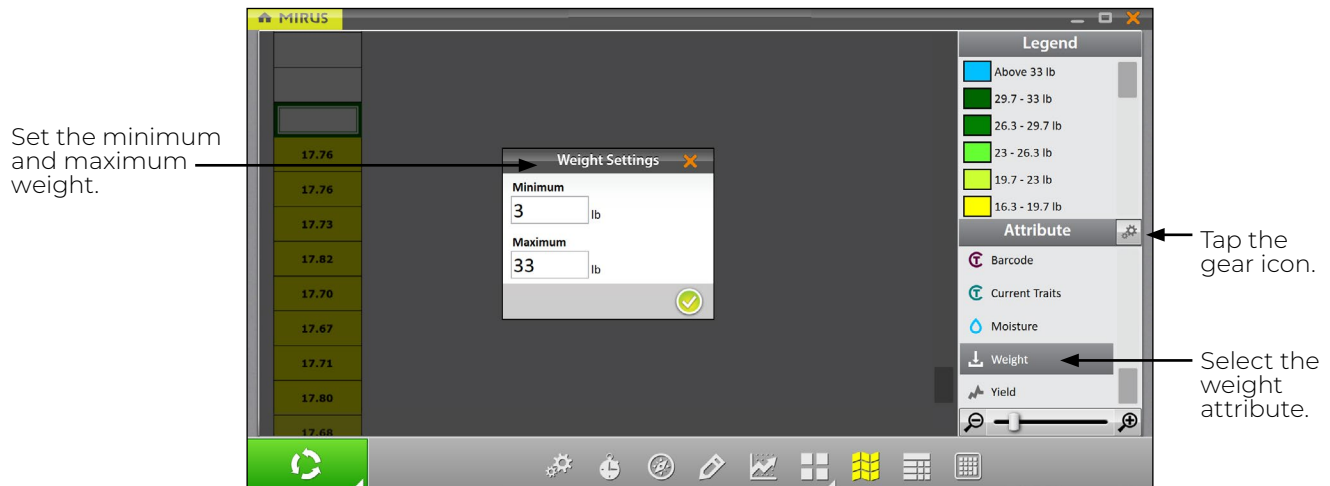 MIRUS
Legend
Above 33 lb
29.7 - 33 lb
26.3 - 29.7 lb
23 - 26.3 lb
19.7 - 23 lb
16.3 - 19.7 lb
Attribute
Barcode
Current Traits
Moisture
Weight
Yield
17.76
17.76
17.73
17.82
17.70
17.67
17.71
17.80
17.68
Weight Settings
Minimum
3 lb
Maximum
33 lb
Set the minimum
and maximum
weight.
Tap the
gear icon.
Select the
weight
attribute.